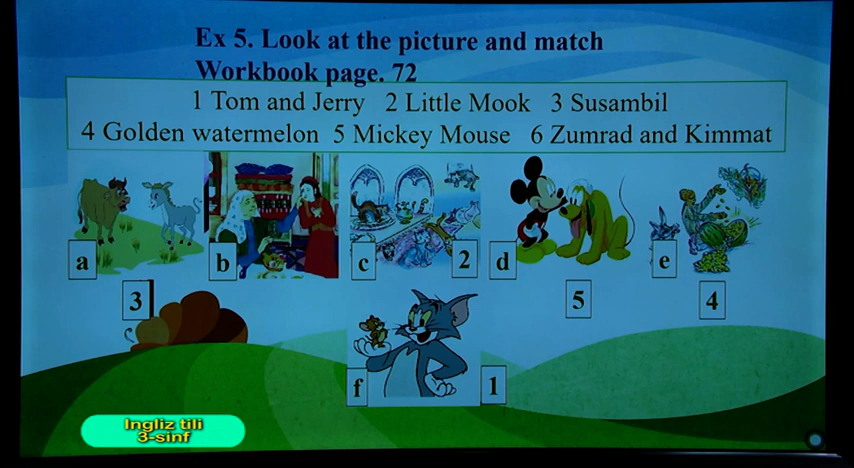 Ex 5. Look at the picture and match
Workbook page. 72
1 Tom and Jerry 2 Little Mook 3 Susambil
4 Golden watermelon 5 Mickey Mouse 6 Zumrad and Kimmat
a
b
c
2
d
e
3
5
4
f
1
Ingliz tili
3-sinf